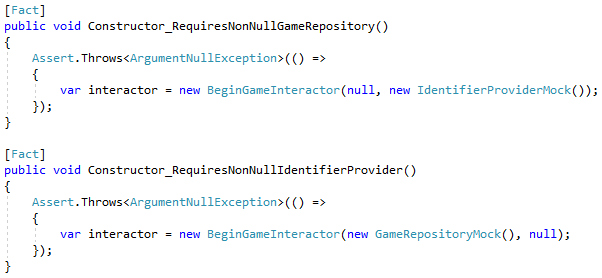 [Fact]
public void Constructor_RequiresNonNullGameRepository()
{
    Assert.Throws<ArgumentNullException>(() =>
    {
        var interactor = new BeginGameInteractor(null, new IdentifierProviderMock());
    });
}

[Fact]
public void Constructor_RequiresNonNullIdentifierProvider()
{
    Assert.Throws<ArgumentNullException>(() =>
    {
        var interactor = new BeginGameInteractor(new GameRepositoryMock(), null);
    });
}